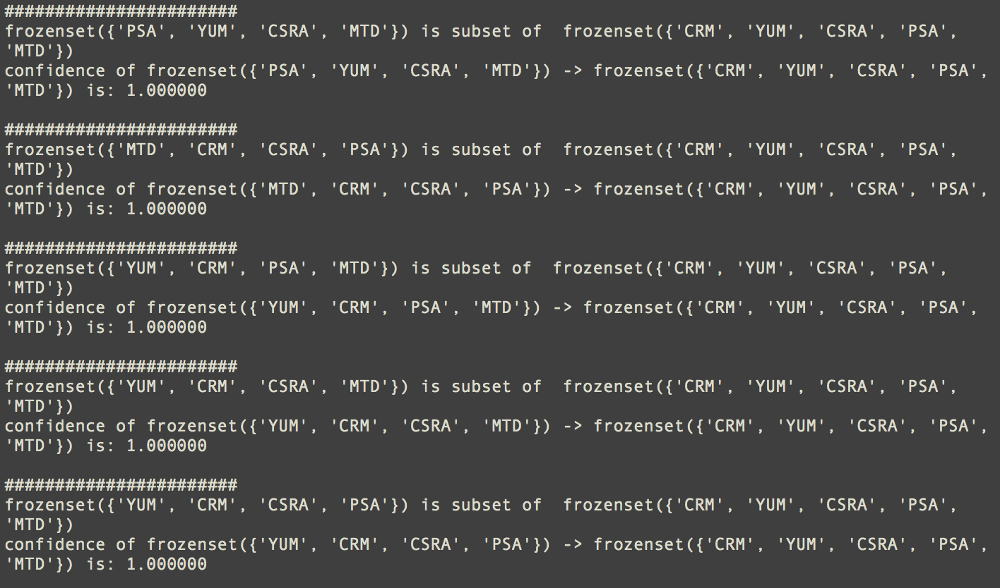 #######################
frozenset({'PSA', 'YUM', 'CSRA', 'MTD'}) is subset of  frozenset({'CRM', 'YUM', 'CSRA', 'PSA',
'MTD'})
confidence of frozenset({'PSA', 'YUM', 'CSRA', 'MTD'}) -> frozenset({'CRM', 'YUM', 'CSRA', 'PSA',
'MTD'}) is: 1.000000
#######################
frozenset({'MTD', 'CRM', 'CSRA', 'PSA'}) is subset of  frozenset({'CRM', 'YUM', 'CSRA', 'PSA',
'MTD'})
confidence of frozenset({'MTD', 'CRM', 'CSRA', 'PSA'}) -> frozenset({'CRM', 'YUM', 'CSRA', 'PSA',
'MTD'}) is: 1.000000
#######################
frozenset({'YUM', 'CRM', 'PSA', 'MTD'}) is subset of  frozenset({'CRM', 'YUM', 'CSRA', 'PSA',
'MTD'})
confidence of frozenset({'YUM', 'CRM', 'PSA', 'MTD'}) -> frozenset({'CRM', 'YUM', 'CSRA', 'PSA',
'MTD'}) is: 1.000000
#######################
frozenset({'YUM', 'CRM', 'CSRA', 'MTD'}) is subset of  frozenset({'CRM', 'YUM', 'CSRA', 'PSA',
'MTD'})
confidence of frozenset({'YUM', 'CRM', 'CSRA', 'MTD'}) -> frozenset({'CRM', 'YUM', 'CSRA', 'PSA',
'MTD'}) is: 1.000000
#######################
frozenset({'YUM', 'CRM', 'CSRA', 'PSA'}) is subset of  frozenset({'CRM', 'YUM', 'CSRA', 'PSA',
'MTD'})
confidence of frozenset({'YUM', 'CRM', 'CSRA', 'PSA'}) -> frozenset({'CRM', 'YUM', 'CSRA', 'PSA',
'MTD'}) is: 1.000000